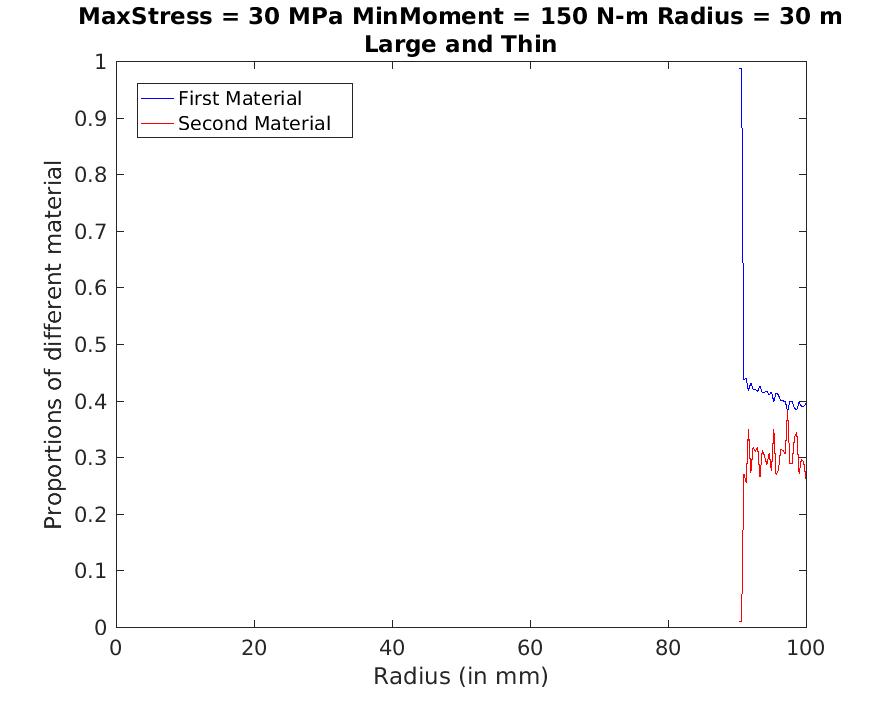 MaxStress = 30 MPa MinMoment = 150 N-m Radius = 30 m
Large and Thin
1
First Material
Second Material
0.9
0.8
0.7
0.6
0.5
0.4
0.3
0.2
0.1
0
Proportions of different material
0
20
40
60
80
100
Radius (in mm)